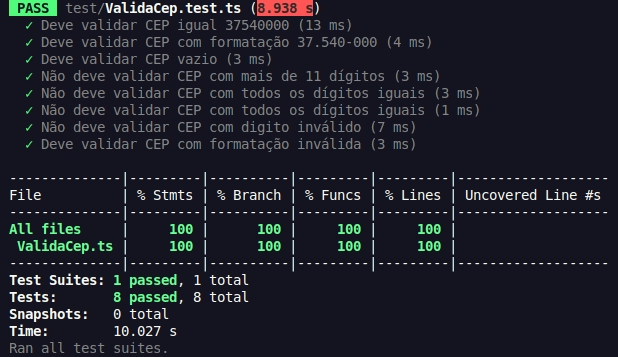 PASS test/ValidaCep.test.ts (8.938 s)
✓ Deve validar CEP igual 37540000 (13 ms)
✓ Deve validar CEP com formatação 37.540-000 (4 ms)
✓ Deve validar CEP vazio (3 ms)
✓ Não deve validar CEP com mais de 11 dígitos (3 ms)
✓ Não deve validar CEP com todos os dígitos iguais (3 ms)
✓ Não deve validar CEP com todos os dígitos iguais (1 ms)
✓ Não deve validar CEP com digito inválido (7 ms)
✓ Deve validar CEP com formatação inválida (3 ms)
--------------|---------|----------|---------|---------|-------------------
File | % Stmts | % Branch | % Funcs | % Lines | Uncovered Line #s
--------------|---------|----------|---------|---------|-------------------
All files | 100 | 100 | 100 | 100 |
ValidaCep.ts | 100 | 100 | 100 | 100 |
--------------|---------|----------|---------|---------|-------------------
Test Suites: 1 passed, 1 total
Tests: 8 passed, 8 total
Snapshots: 0 total
Time: 10.027 s
Ran all test suites.